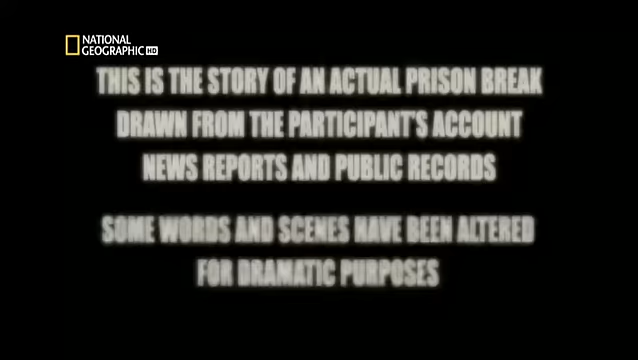 NATIONAL
GEOGRAPHIC HD
THIS IS THE STORY OF AN ACTUAL PRISON BREAK
DRAWN FROM THE PARTICIPANT'S ACCOUNT
NEWS REPORTS AND PUBLIC RECORDS
SOME WORDS AND SCENES HAVE BEEN ALTERED
FOR DRAMATIC PURPOSES